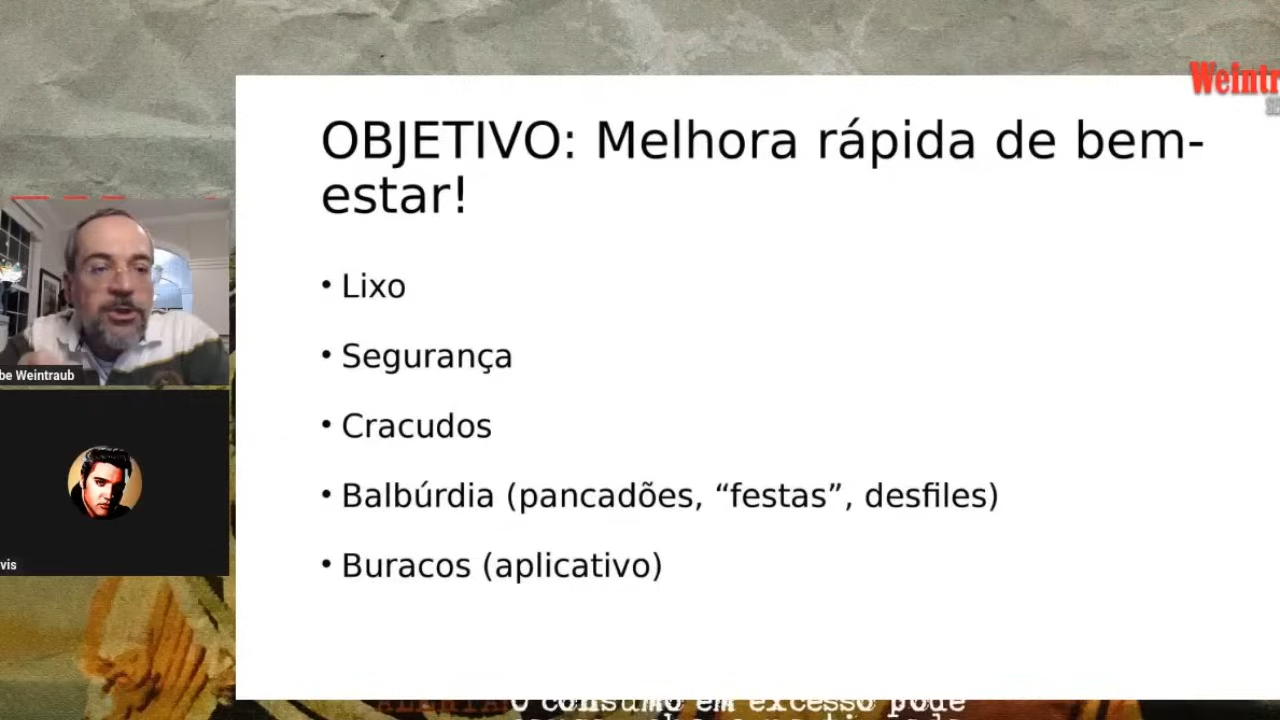 Weintr
OBJETIVO: Melhora rápida de bem-
estar!
• Lixo
• Segurança
• Cracudos
• Balbúrdia (pancadões, “festas”, desfiles)
• Buracos (aplicativo)
be Weintraub
vis
O consumo em excesso pode